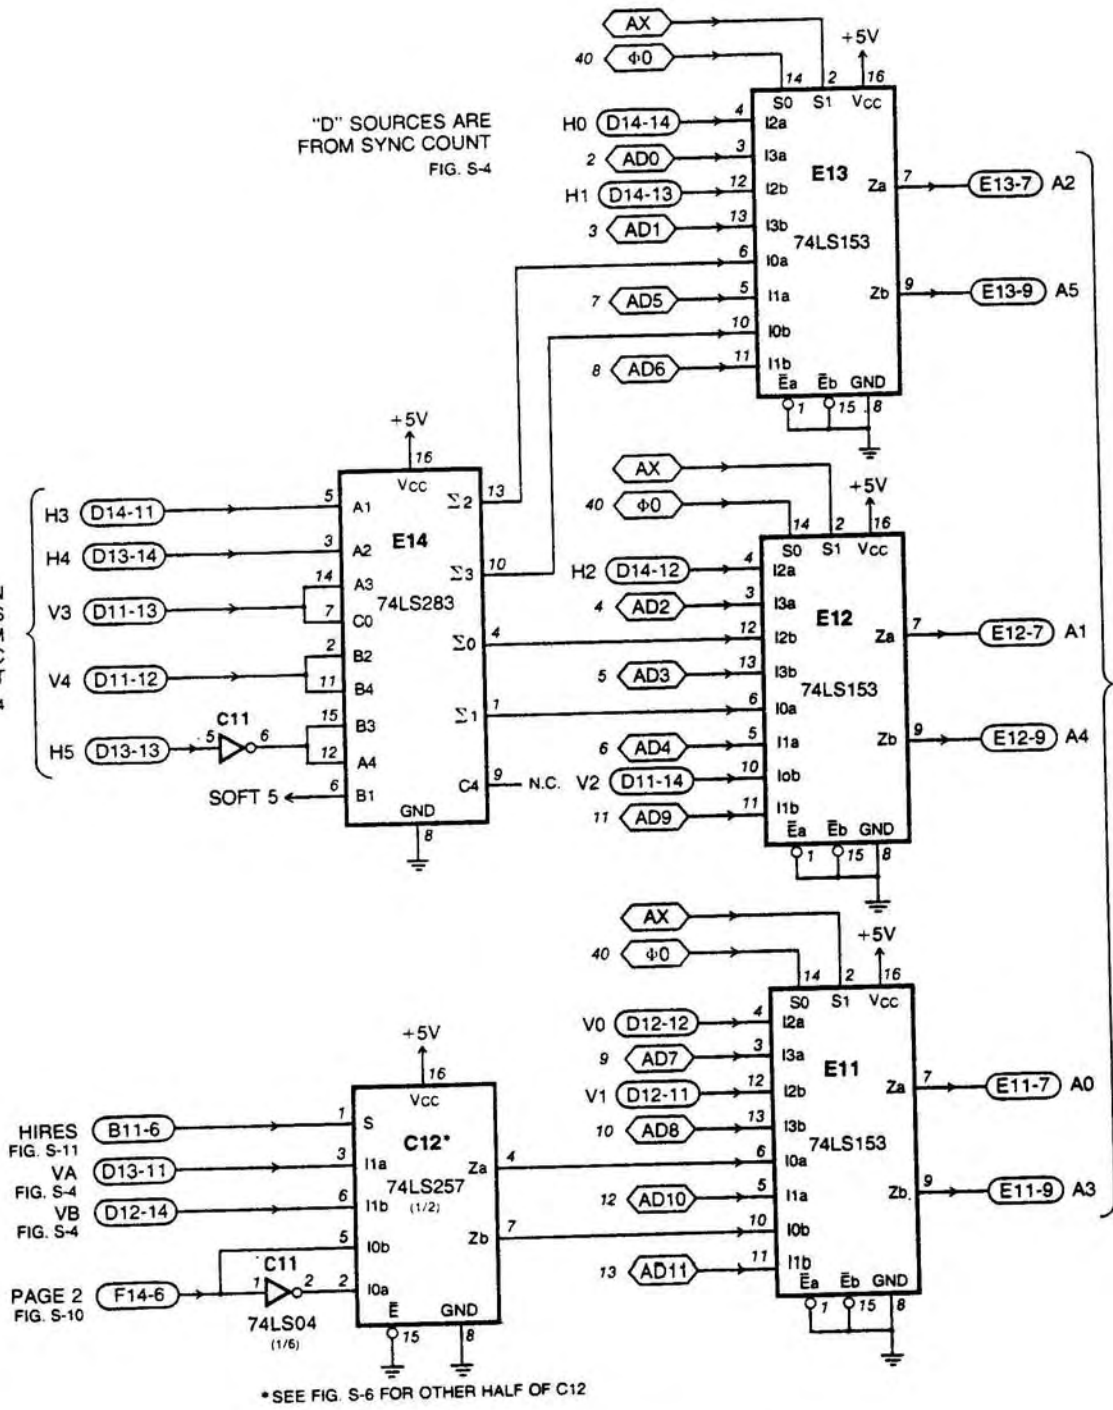 "D" SOURCES ARE
FROM SYNC COUNT
FIG. S-4
AX
40 Φ0
+5V
14 2 16
S0 S1 Vcc
H0 D14-14 4 I2a
2 AD0 3 I3a
H1 D14-13 12 I2b
3 AD1 13 I3b
6 I0a
7 AD5 5 I1a
10 I0b
8 AD6 11 I1b
E13
74LS153
Za 7 E13-7 A2
Zb 9 E13-9 A5
Ea Eb GND
1 15 8
+5V
16
Vcc
H3 D14-11 5 A1
H4 D13-14 3 A2
V3 D11-13 14 A3
7 C0
V4 D11-12 2 B2
11 B4
C11
H5 D13-13 5 6 15 B3
12 A4
SOFT 5 6 B1
E14
74LS283
Σ2 13
Σ3 10
Σ0 4
Σ1 1
C4 9 N.C.
GND
8
AX
40 Φ0
+5V
14 2 16
S0 S1 Vcc
H2 D14-12 4 I2a
4 AD2 3 I3a
12 I2b
5 AD3 13 I3b
6 I0a
6 AD4 5 I1a
V2 D11-14 10 Iob
11 AD9 11 I1b
E12
74LS153
Za 7 E12-7 A1
Zb 9 E12-9 A4
Ea Eb GND
1 15 8
AX
40 Φ0
+5V
14 2 16
S0 S1 Vcc
V0 D12-12 4 I2a
9 AD7 3 I3a
V1 D12-11 12 I2b
10 AD8 13 I3b
6 I0a
12 AD10 5 I1a
10 I0b
13 AD11 11 I1b
E11
74LS153
Za 7 E11-7 A0
Zb. 9 E11-9 A3
Ea Eb GND
1 15 8
+5V
16
Vcc
HIRES B11-6 1 S
FIG. S-11
VA D13-11 3 I1a
FIG. S-4
VB D12-14 6 I1b
FIG. S-4
5 I0b
C11
PAGE 2 F14-6 1 2 2 I0a
FIG. S-10
74LS04
(1/6)
C12*
74LS257
(1/2)
Za 4
Zb 7
E GND
15 8
*SEE FIG. S-6 FOR OTHER HALF OF C12